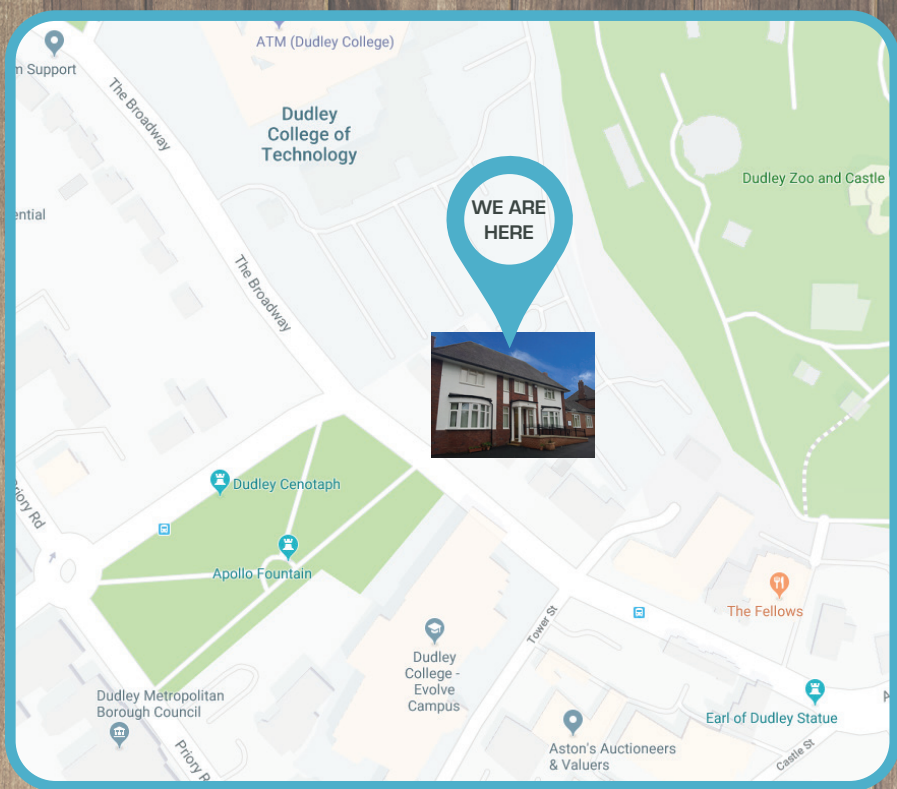 ATM (Dudley College)
m Support
The Broadway
Dudley
College of
Technology
Dudley Zoo and Castle
WE ARE
HERE
ential
The Broadway
Dudley Cenotaph
Priory Rd
Apollo Fountain
The Fellows
Tower St
Dudley
College -
Evolve
Campus
Dudley Metropolitan
Borough Council
Earl of Dudley Statue
Aston's Auctioneers
& Valuers
Castle St
Priory R